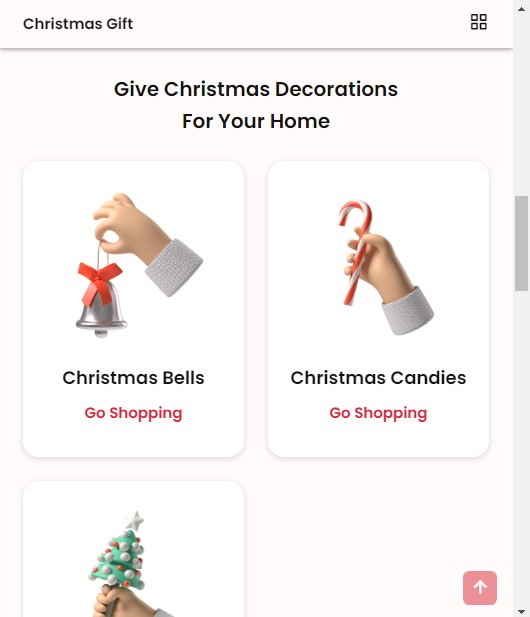 Christmas Gift
Give Christmas Decorations
For Your Home
Christmas Bells
Go Shopping
Christmas Candies
Go Shopping